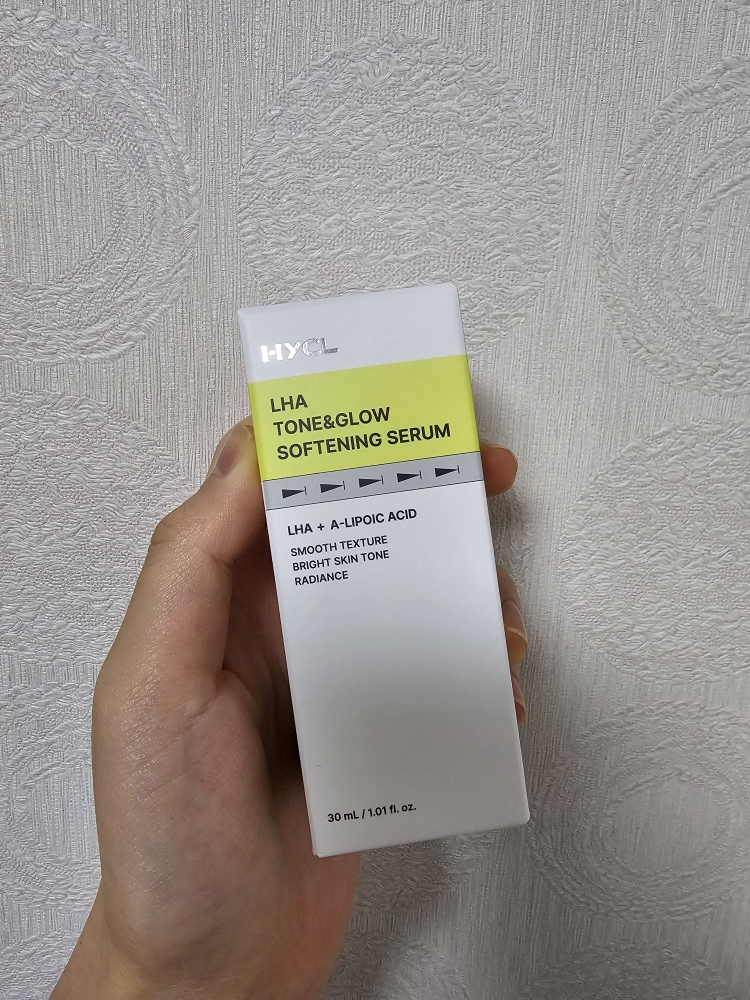 HYCL
LHA
TONE&GLOW
SOFTENING SERUM
LHA + A-LIPOIC ACID
SMOOTH TEXTURE
BRIGHT SKIN TONE
RADIANCE
30 mL / 1.01 fl. oz.